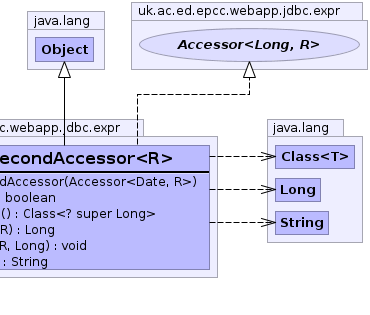 uk.ac.ed.epcc.webapp.jdbc.expr
java.lang
Object
Accessor<Long, R>
c.webapp.jdbc.expr
java.lang
econdAccessor<R>
Class<T>
dAccessor(Accessor<Date, R>)
boolean
Long
() : Class<? super Long>
R) : Long
String
R, Long) : void
: String